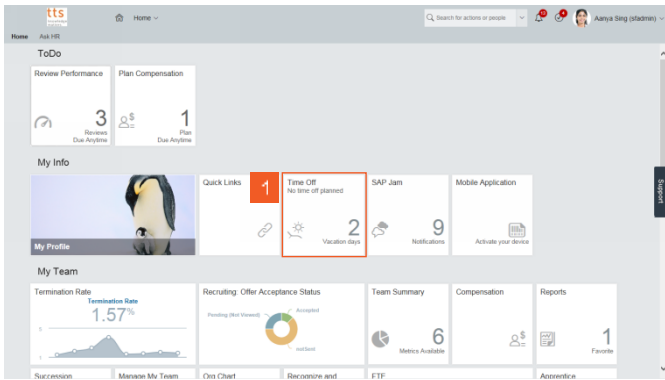 tts
Home
Search for actions or people
Aanya Sing (sfadmin)
Home Ask HR
ToDo
Review Performance
3
Reviews
Due Anytime
Plan Compensation
1
Plan
Due Anytime
My Info
My Profile
Quick Links
1
Time Off
No time off planned
2
Vacation days
SAP Jam
9
Notifications
Mobile Application
Activate your device
Support
My Team
Termination Rate
Termination Rate
1.57%
Recruiting: Offer Acceptance Status
Pending (Not Viewed)
Accepted
Team Summary
6
Metrics Available
Compensation
Reports
1
Favorite
Succession
Manage My Team
Org Chart
Recognize and
FTE
Apprentice